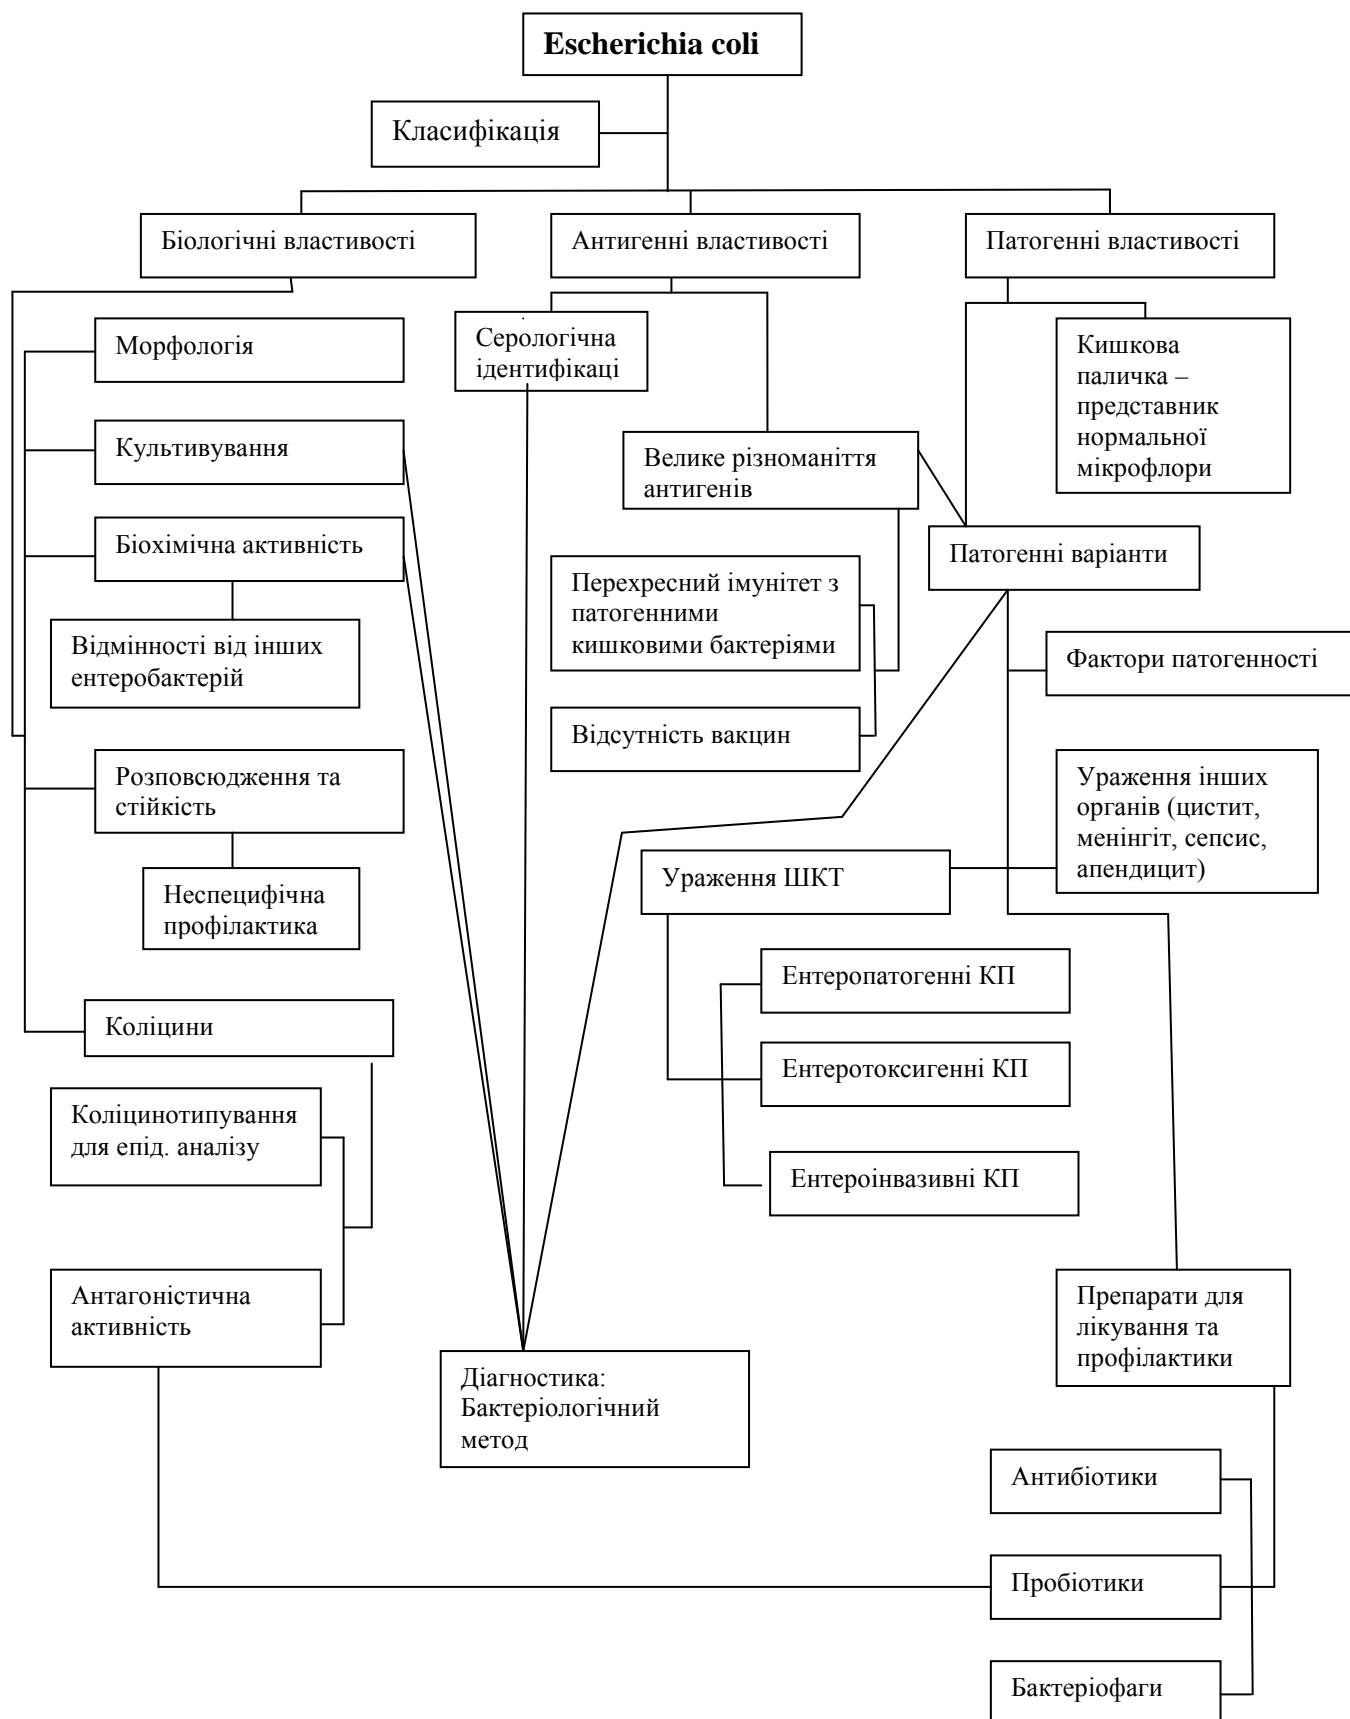 Escherichia coli
Класифікація
Біологічні властивості
Антигенні властивості
Патогенні властивості
Морфологія
Серологічна
ідентифікаці
Кишкова
паличка –
представник
нормальної
мікрофлори
Культивування
Велике різноманіття
антигенів
Біохімічна активність
Патогенні варіанти
Перехресний імунітет з
патогенними
кишковими бактеріями
Відмінності від інших
ентеробактерій
Фактори патогенності
Відсутність вакцин
Розповсюдження та
стійкість
Ураження інших
органів (цистит,
менінгіт, сепсис,
апендицит)
Ураження ШКТ
Неспецифічна
профілактика
Ентеропатогенні КП
Коліцини
Ентеротоксигенні КП
Коліцинотипування
для епід. аналізу
Ентероінвазивні КП
Антагоністична
активність
Препарати для
лікування та
профілактики
Діагностика:
Бактеріологічний
метод
Антибіотики
Пробіотики
Бактеріофаги